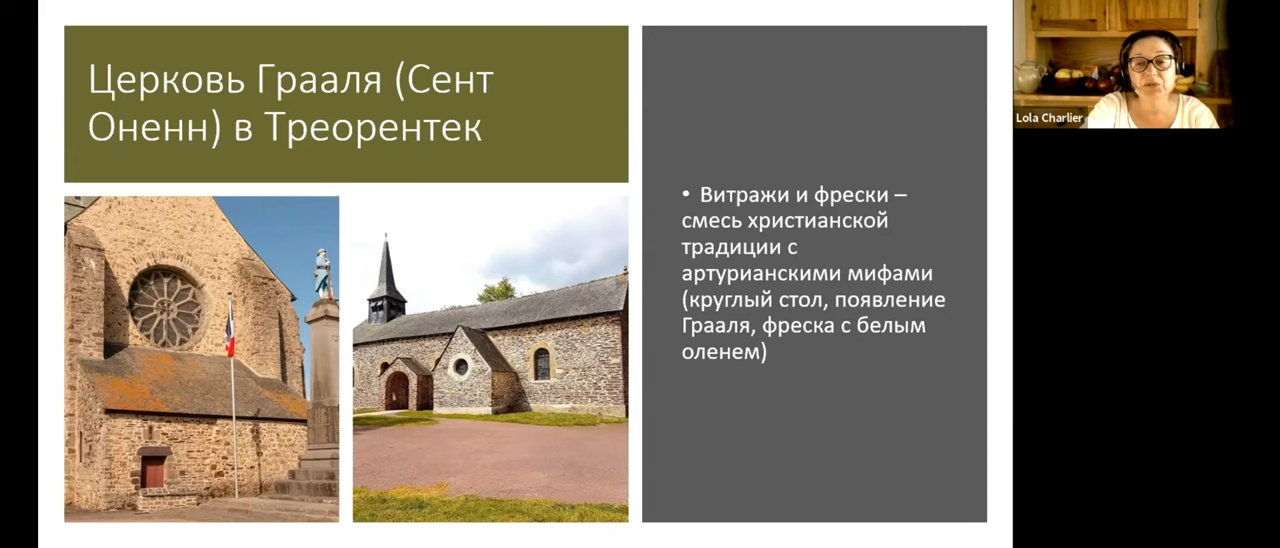 Церковь Грааля (Сент
Оненн) в Треорентек
• Витражи и фрески –
смесь христианской
традиции с
артурианскими мифами
(круглый стол, появление
Грааля, фреска с белым
оленем)
Lola Charlier